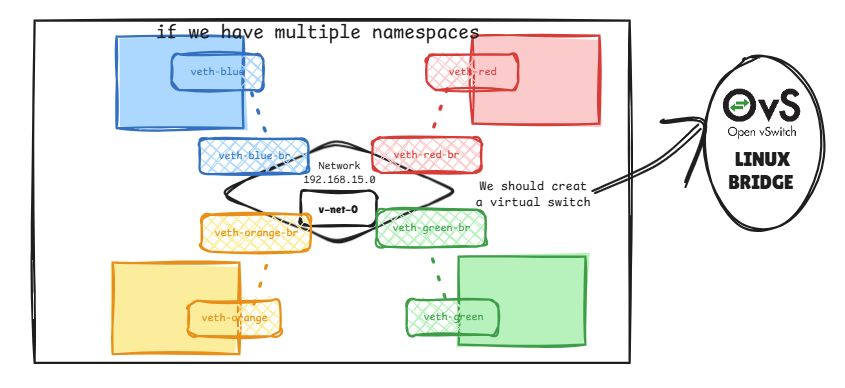 if we have multiple namespaces
veth-blue
veth-red
OvS
Open vSwitch
LINUX
BRIDGE
veth-blue-br
veth-red-br
Network
192.168.15.0
v-net-0
We should creat
a virtual switch
veth-orange-br
veth-green-br
veth-orange
veth-green